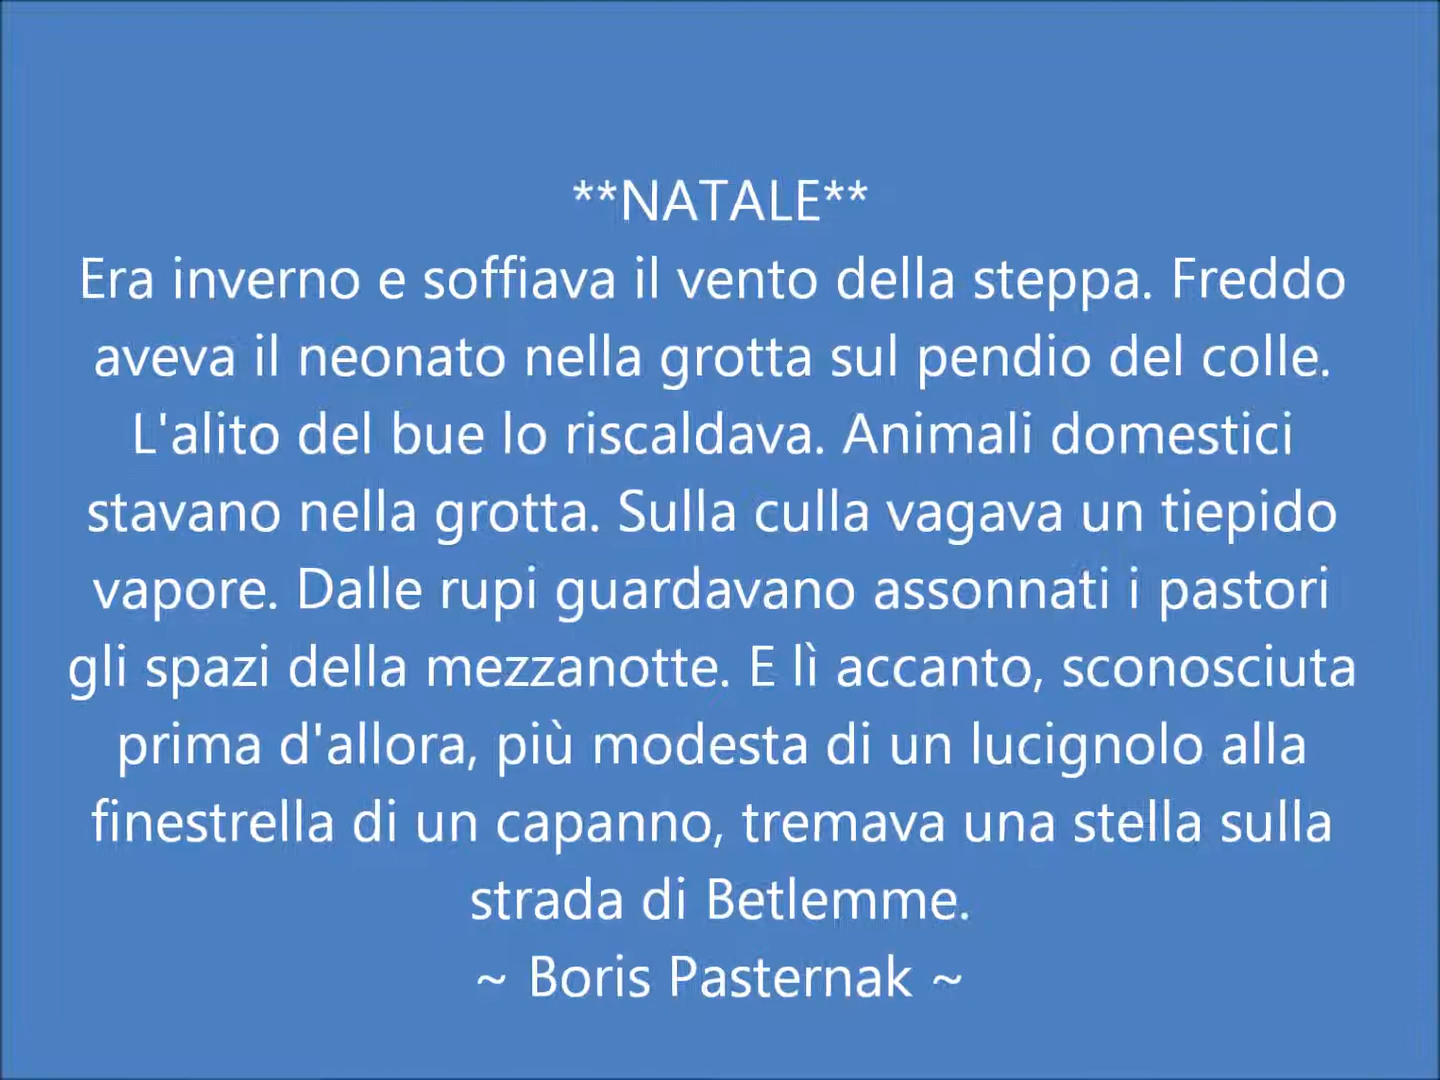 **NATALE**
Era inverno e soffiava il vento della steppa. Freddo
aveva il neonato nella grotta sul pendio del colle.
L'alito del bue lo riscaldava. Animali domestici
stavano nella grotta. Sulla culla vagava un tiepido
vapore. Dalle rupi guardavano assonnati i pastori
gli spazi della mezzanotte. E lì accanto, sconosciuta
prima d'allora, più modesta di un lucignolo alla
finestrella di un capanno, tremava una stella sulla
strada di Betlemme.
~ Boris Pasternak ~